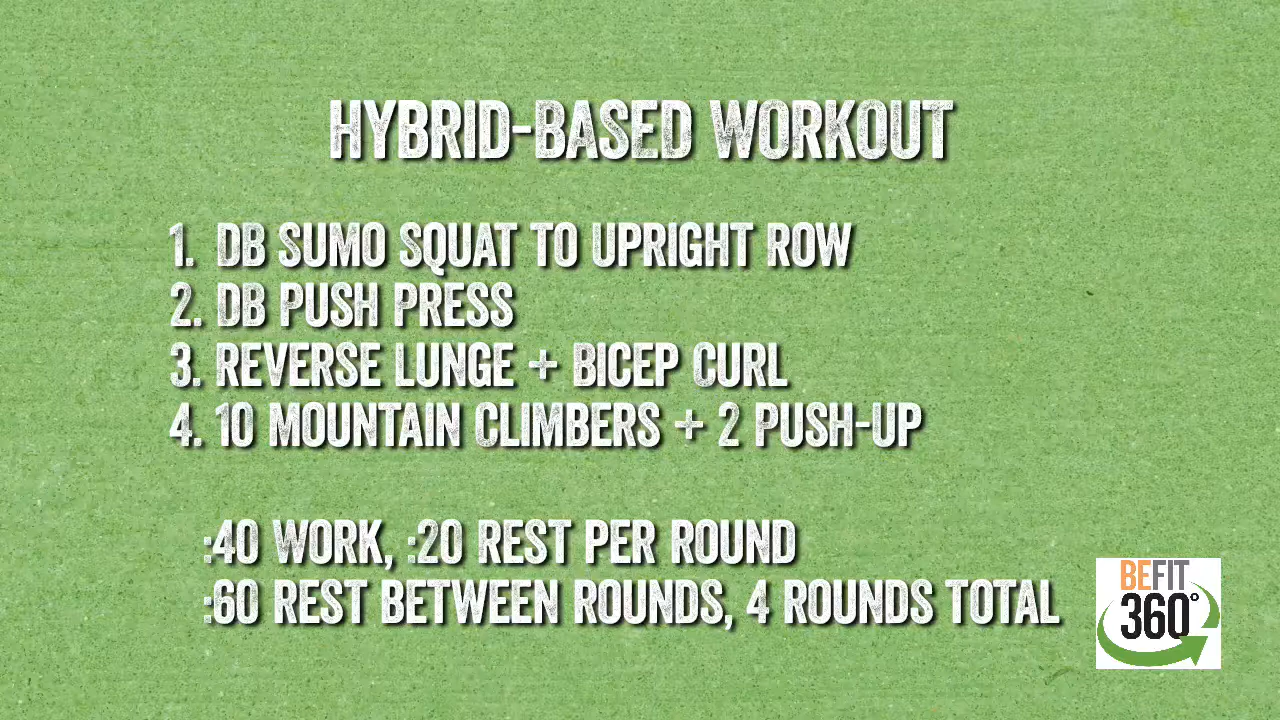 HYBRID-BASED WORKOUT
1. DB SUMO SQUAT TO UPRIGHT ROW
2. DB PUSH PRESS
3. REVERSE LUNGE + BICEP CURL
4. 10 MOUNTAIN CLIMBERS + 2 PUSH-UP
:40 WORK, :20 REST PER ROUND
:60 REST BETWEEN ROUNDS, 4 ROUNDS TOTAL
BEFIT
360°